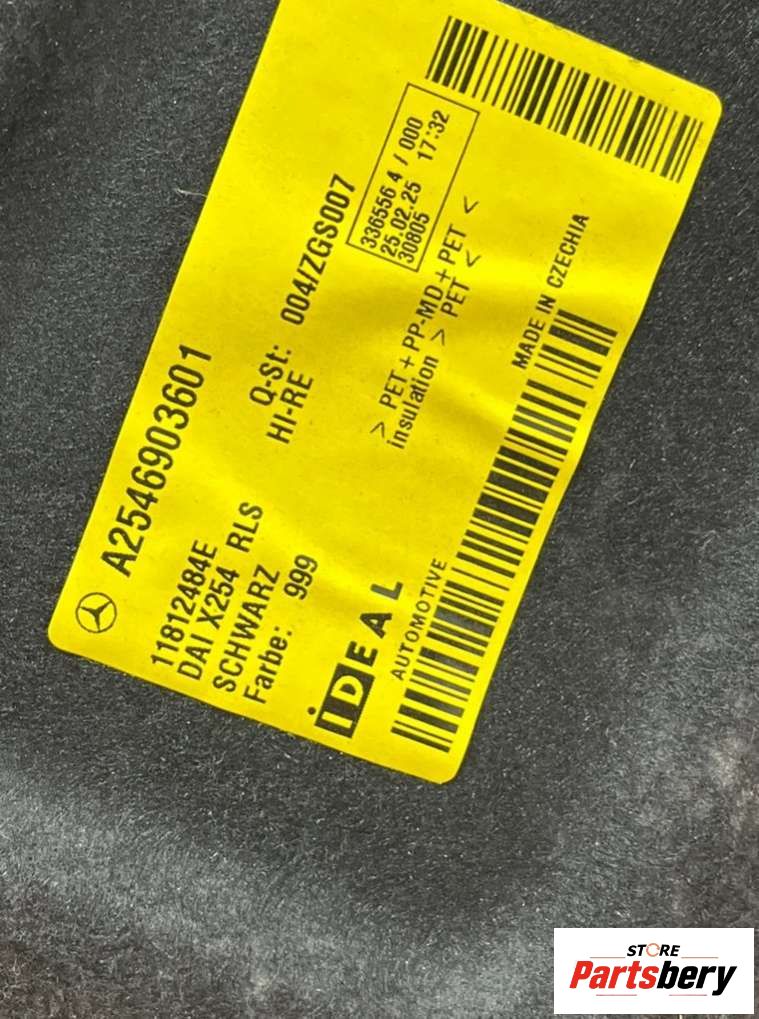 A2546903601
11812484E
DAI X254 RLS
SCHWARZ
Farbe: 999
Q-St: 004/ZGS007
HI-RE
336556 4 / 000
25.02.25 17:32
30805
> PET + PP-MD + PET <
insulation > PET <
iDEAL
AUTOMOTIVE
MADE IN CZECHIA
STORE
Partsbery